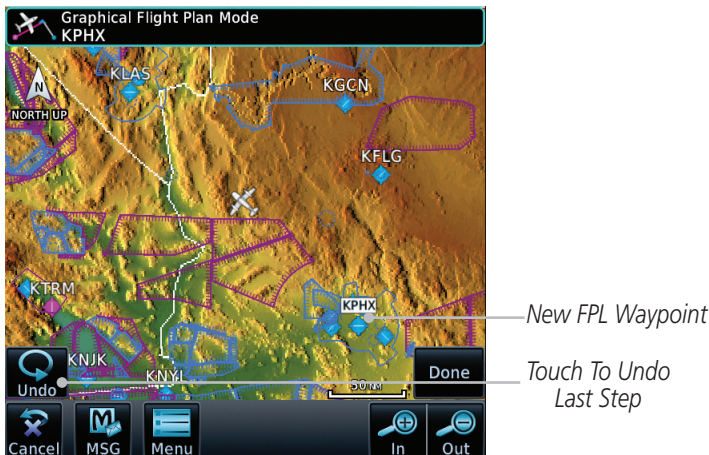 Graphical Flight Plan Mode
KPHX
KLAS
KGCN
N
NORTH UP
KFLG
KTRM
KPHX
New FPL Waypoint
KNJK
KNYL
Undo
50 NM
Done
Touch To Undo
Last Step
Cancel
MSG
Menu
In
Out